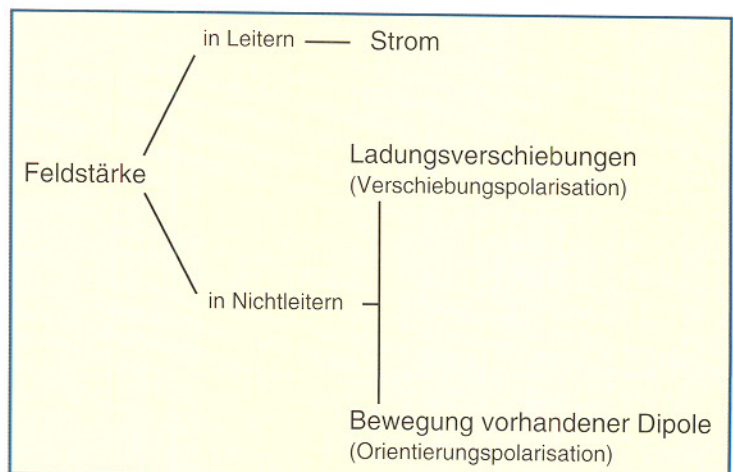 in Leitern
Strom
Feldstärke
Ladungsverschiebungen
(Verschiebungspolarisation)
in Nichtleitern
Bewegung vorhandener Dipole
(Orientierungspolarisation)